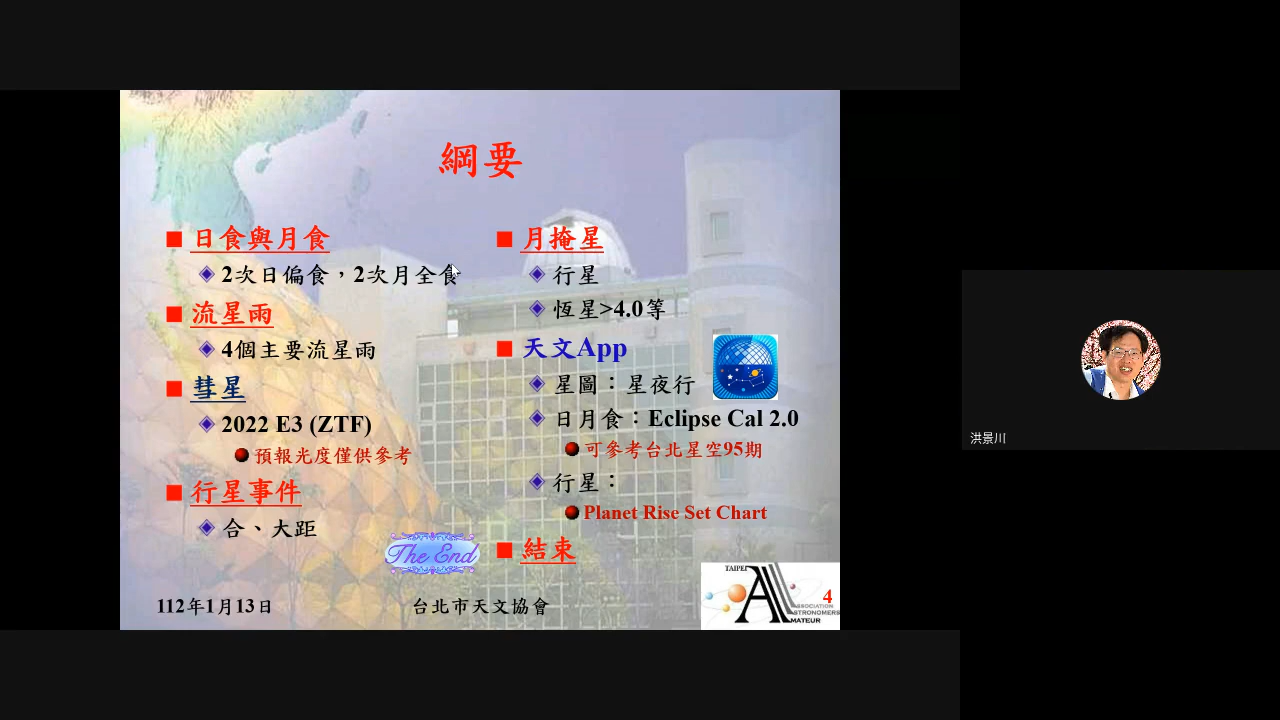 綱要
日食與月食
2次日偏食，2次月全食
流星雨
4個主要流星雨
彗星
2022 E3 (ZTF)
預報光度僅供參考
行星事件
合、大距
The End
月掩星
行星
恆星>4.0等
天文App
星圖：星夜行
日月食：Eclipse Cal 2.0
可參考台北星空95期
行星：
Planet Rise Set Chart
結束
112年1月13日
台北市天文協會
TAIPEI
ASSOCIATION
ASTRONOMERS
AMATEUR
4
洪景川